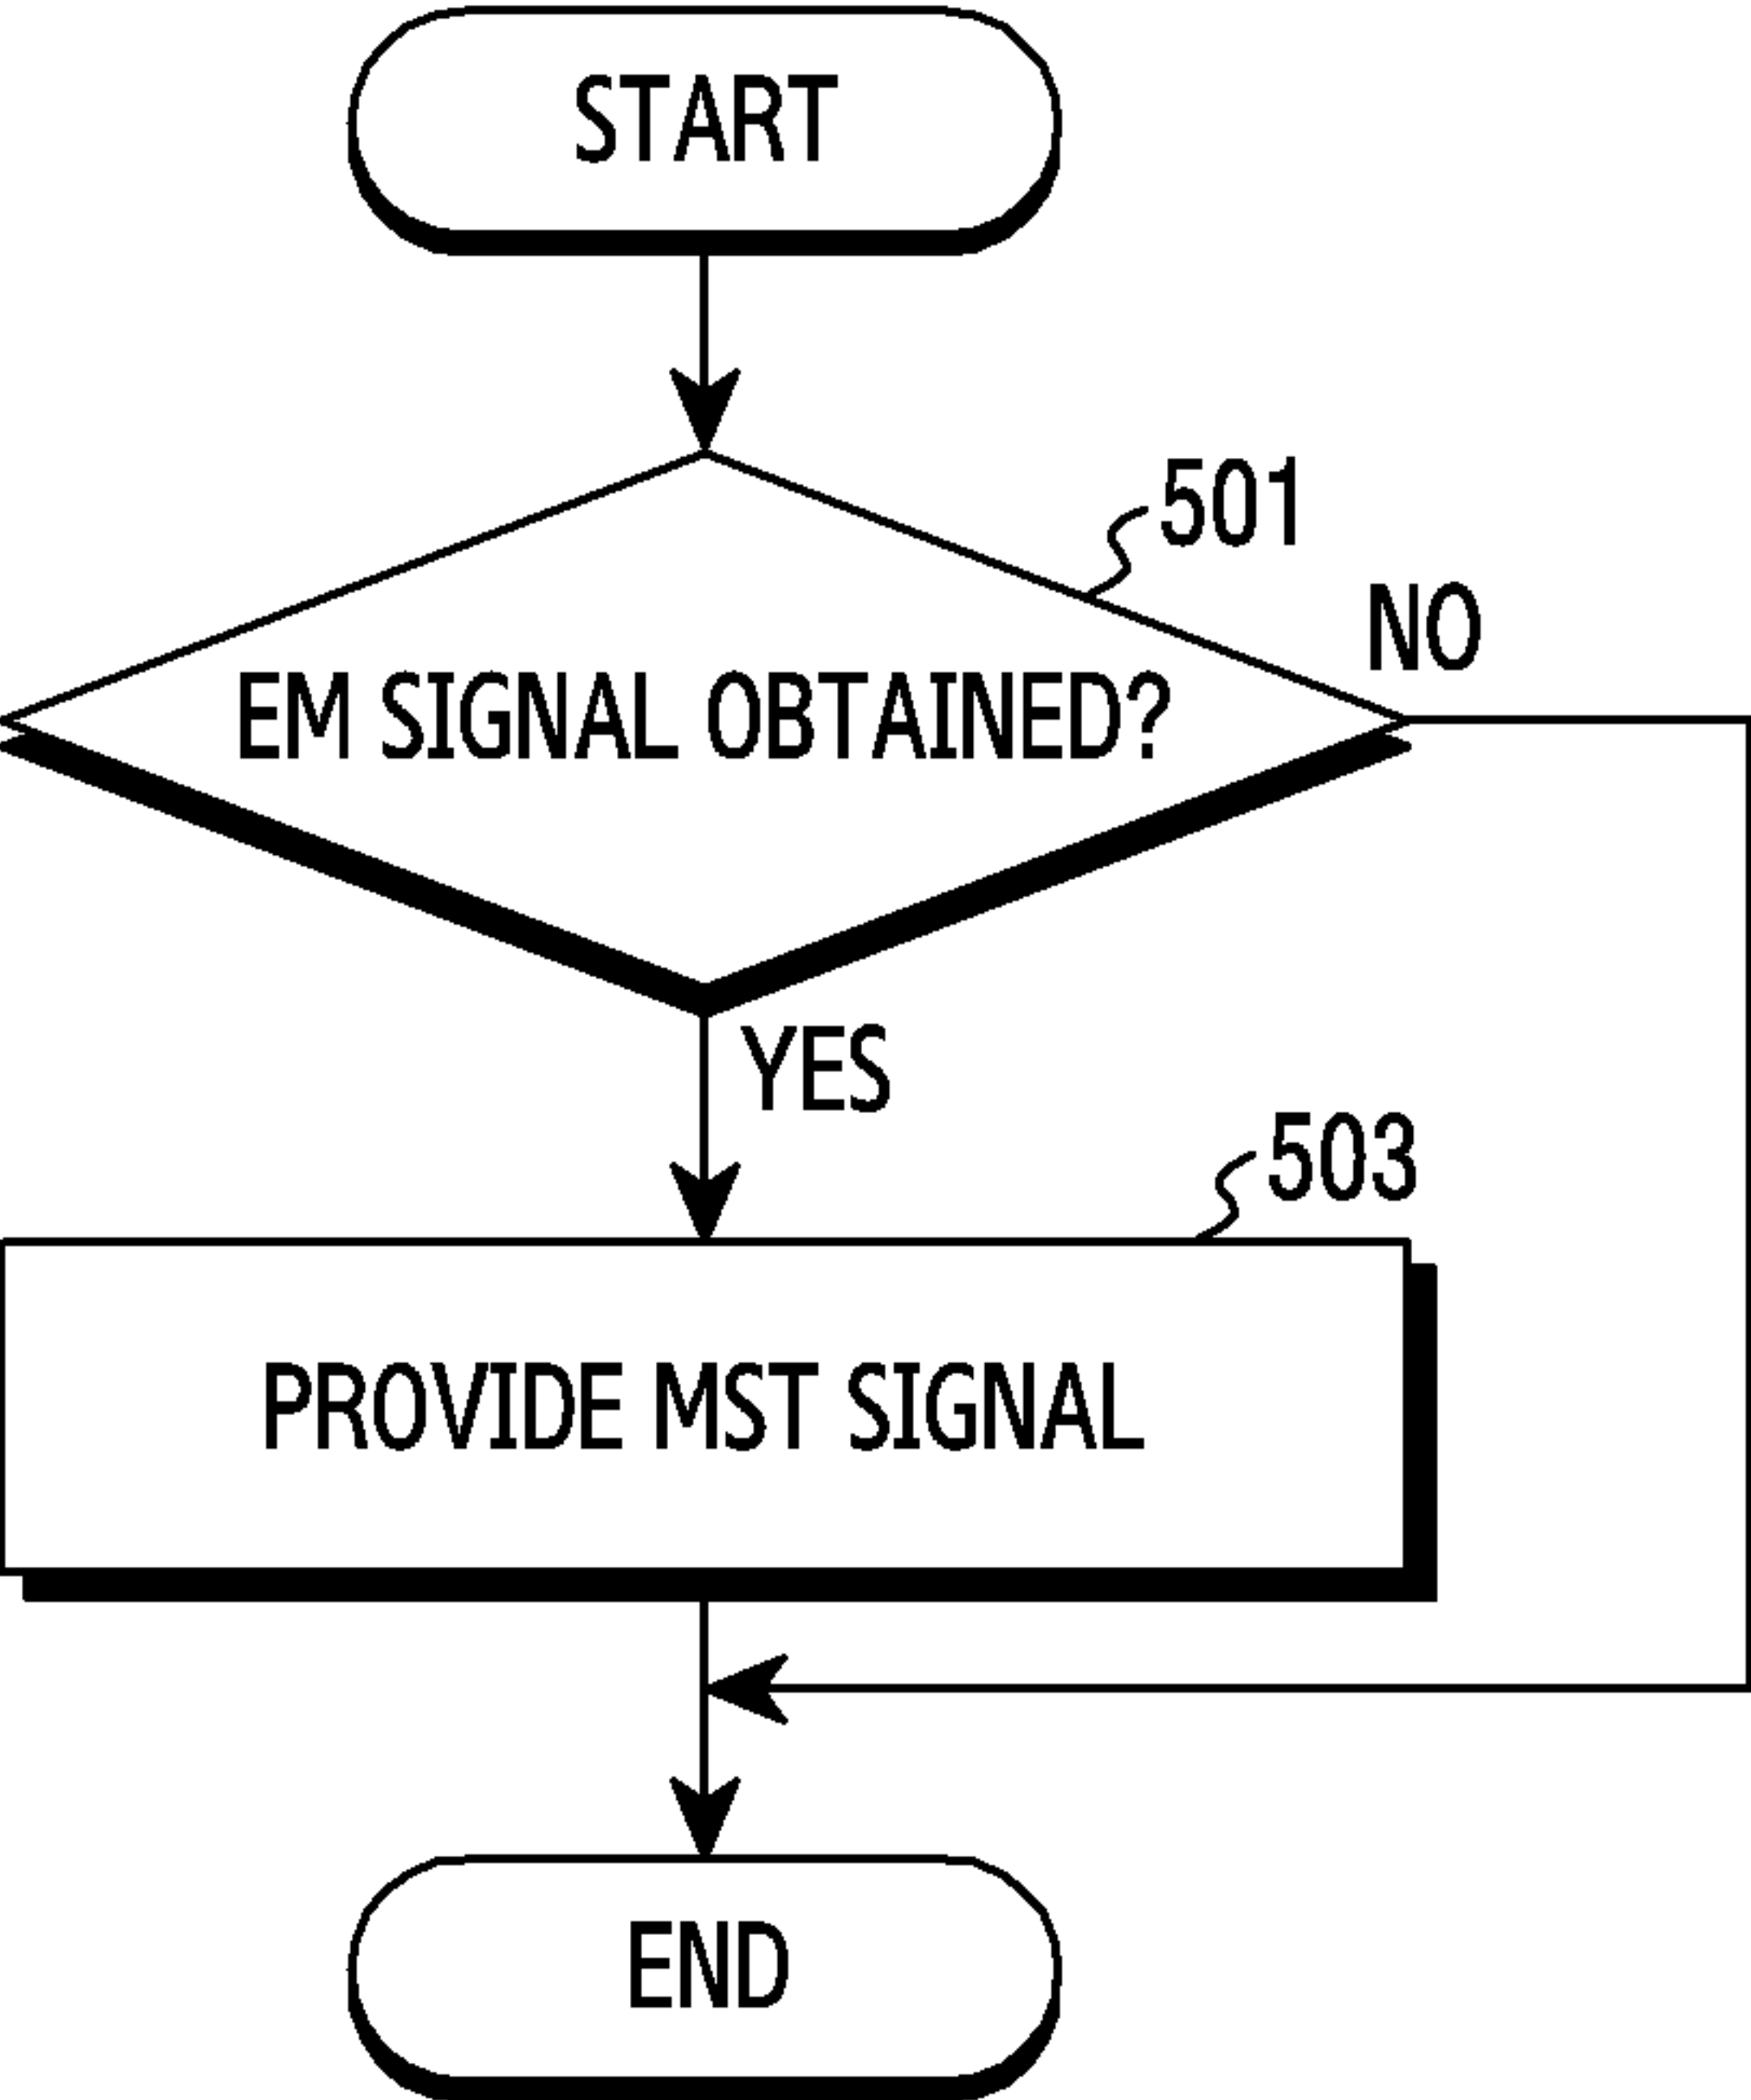 START
501
NO
EM SIGNAL OBTAINED?
YES
503
PROVIDE MST SIGNAL
END